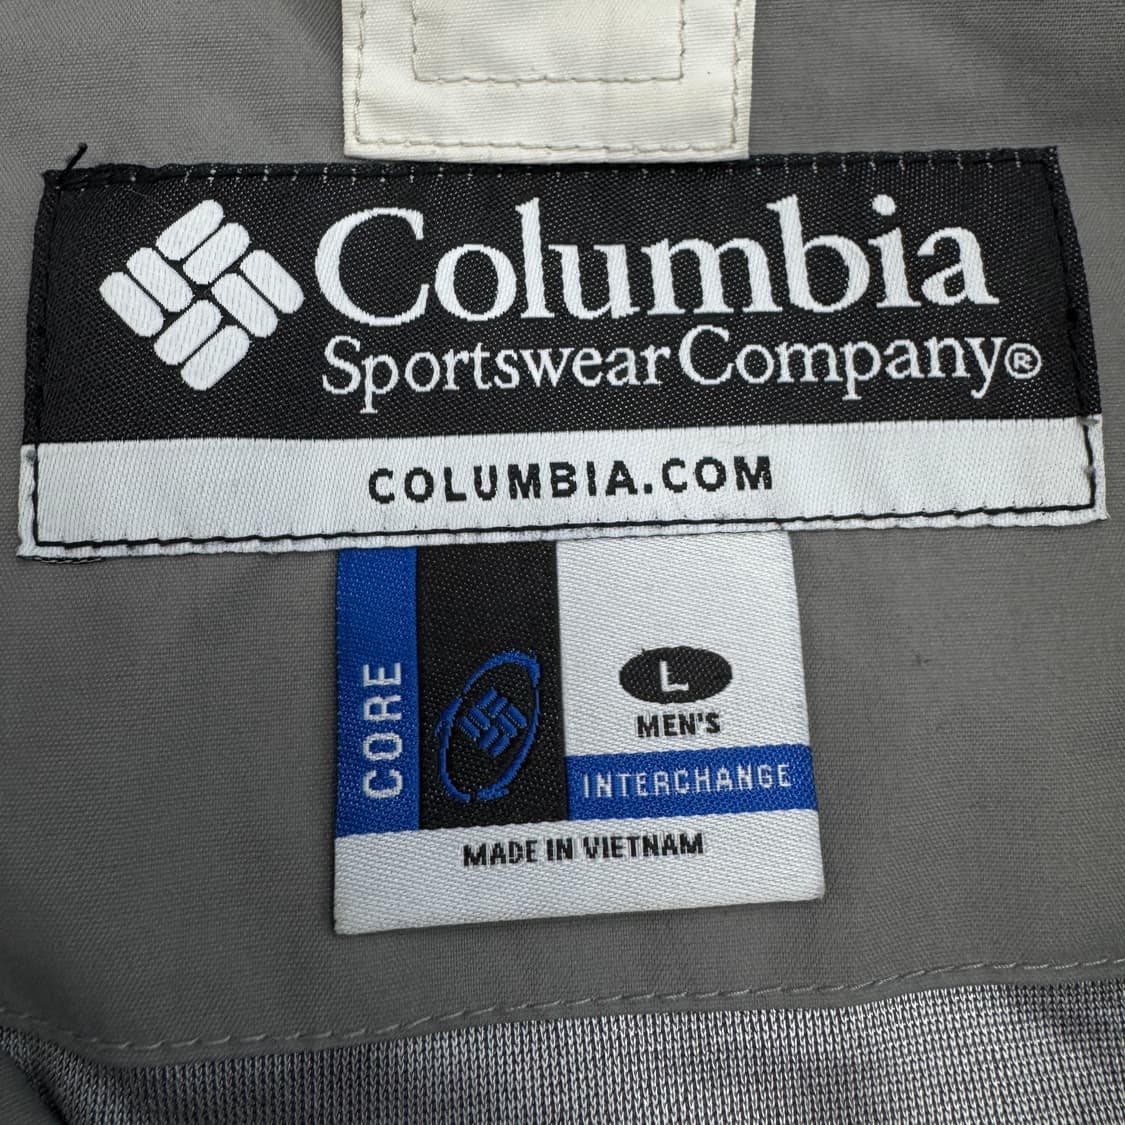 Columbia
Sportswear Company®
COLUMBIA.COM
CORE
L
MEN'S
INTERCHANGE
MADE IN VIETNAM